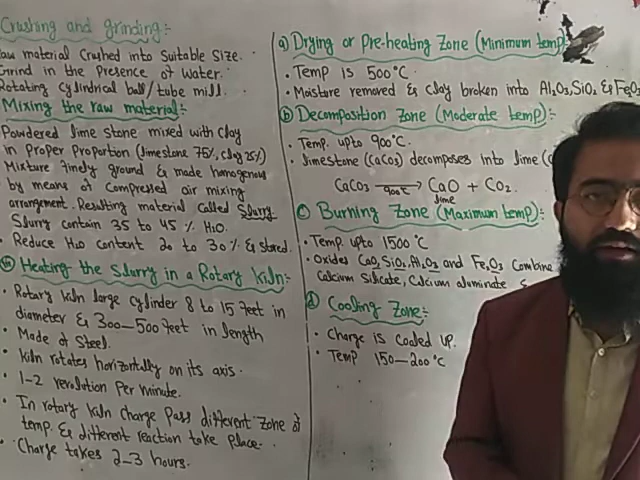 Crushing and grinding:-
Raw material Crushed into Suitable Size.
Grind in the Presence of Water.
Rotating Cylindrical ball/tube mill.
Mixing the raw material:-
Powdered lime stone mixed with Clay
in Proper Proportion (limestone 75%, Clay 25%)
Mixture finely ground & made homogenous
by means of Compressed air mixing
arrangement. Resulting material Called Slurry
Slurry Contain 35 to 45 % H2O.
• Reduce H2O Content 20 to 30% & stored.
Heating the Slurry in a Rotary kiln:-
• Rotary kiln large Cylinder 8 to 15 feet in
diameter & 300-500 feet in length
• Made of Steel.
• kiln rotates horizontally on its axis.
• 1-2 revolution Per minute.
• In rotary kiln Charge Pass different Zone of
temp. & different reaction take Place.
• Charge takes 2-3 hours.
a) Drying or Pre-heating Zone (Minimum temp):-
• Temp is 500°C.
• Moisture removed & clay broken into Al2O3, SiO2 & Fe2O3
b) Decomposition Zone (Moderate temp):-
• Temp. upto 900°C.
• limestone (CaCO3) decomposes into lime (
CaCO3 →900°C CaO + CO2.
lime
c) Burning Zone (Maximum temp):-
• Temp. upto 1500°C
• Oxides CaO, SiO2, Al2O3 and Fe2O3 Combine
Calcium Silicate, Calcium aluminate &
d) Cooling Zone:-
• Charge is Cooled up.
• Temp 150-200°C